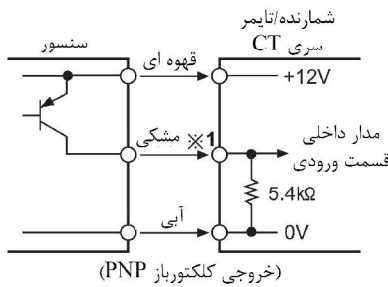 شمارنده/تایمر
سری CT
سنسور
قهوه ای
+12V
مشکی ※1
مدار داخلی
قسمت ورودی
5.4kΩ
آبی
0V
(خروجی کلکتورباز PNP)